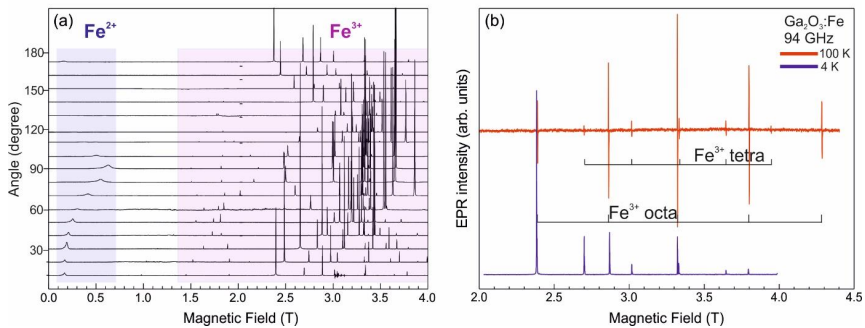 (a)
Fe²⁺
Fe³⁺
180
150
120
90
60
30
Angle (degree)
0.0 0.5 1.0 1.5 2.0 2.5 3.0 3.5 4.0
Magnetic Field (T)
(b)
Ga₂O₃:Fe
94 GHz
100 K
4 K
Fe³⁺ tetra
Fe³⁺ octa
EPR intensity (arb. units)
2.0 2.5 3.0 3.5 4.0 4.5
Magnetic Field (T)